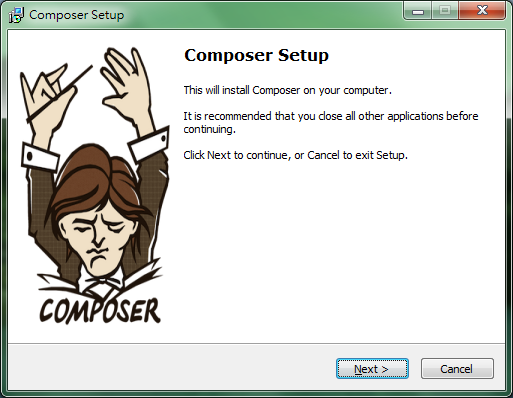 Composer Setup
Composer Setup
This will install Composer on your computer.
It is recommended that you close all other applications before
continuing.
Click Next to continue, or Cancel to exit Setup.
COMPOSER
Next >
Cancel